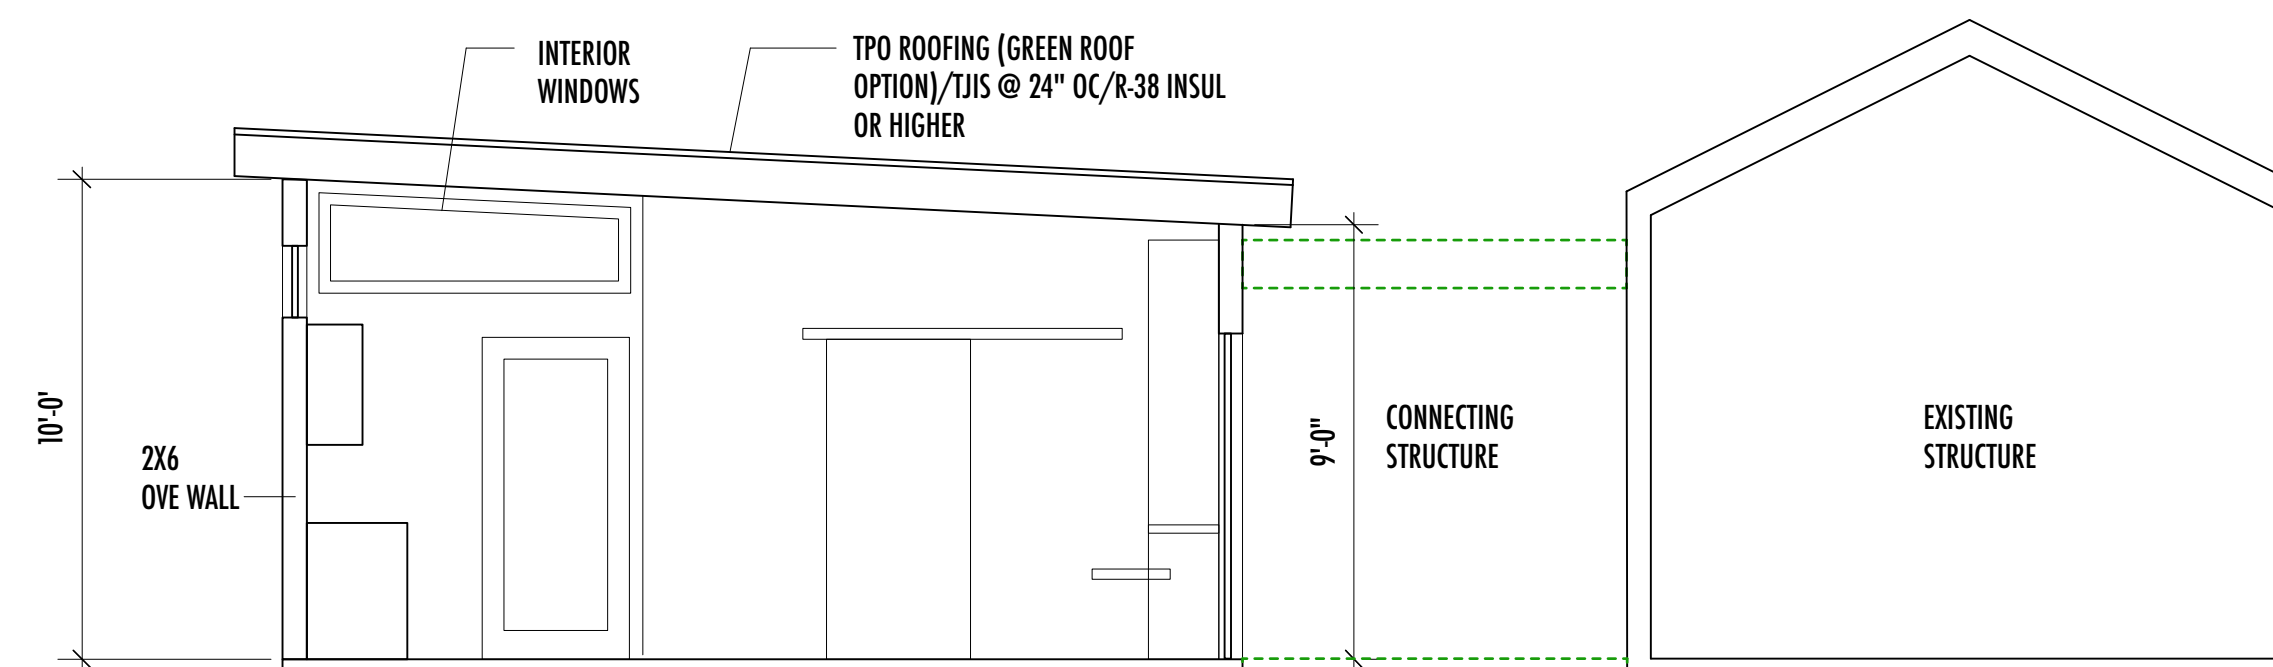 INTERIOR
WINDOWS
TPO ROOFING (GREEN ROOF
OPTION)/TJIS @ 24" OC/R-38 INSUL
OR HIGHER
10'-0'
2X6
OVE WALL
9'-0"
CONNECTING
STRUCTURE
EXISTING
STRUCTURE